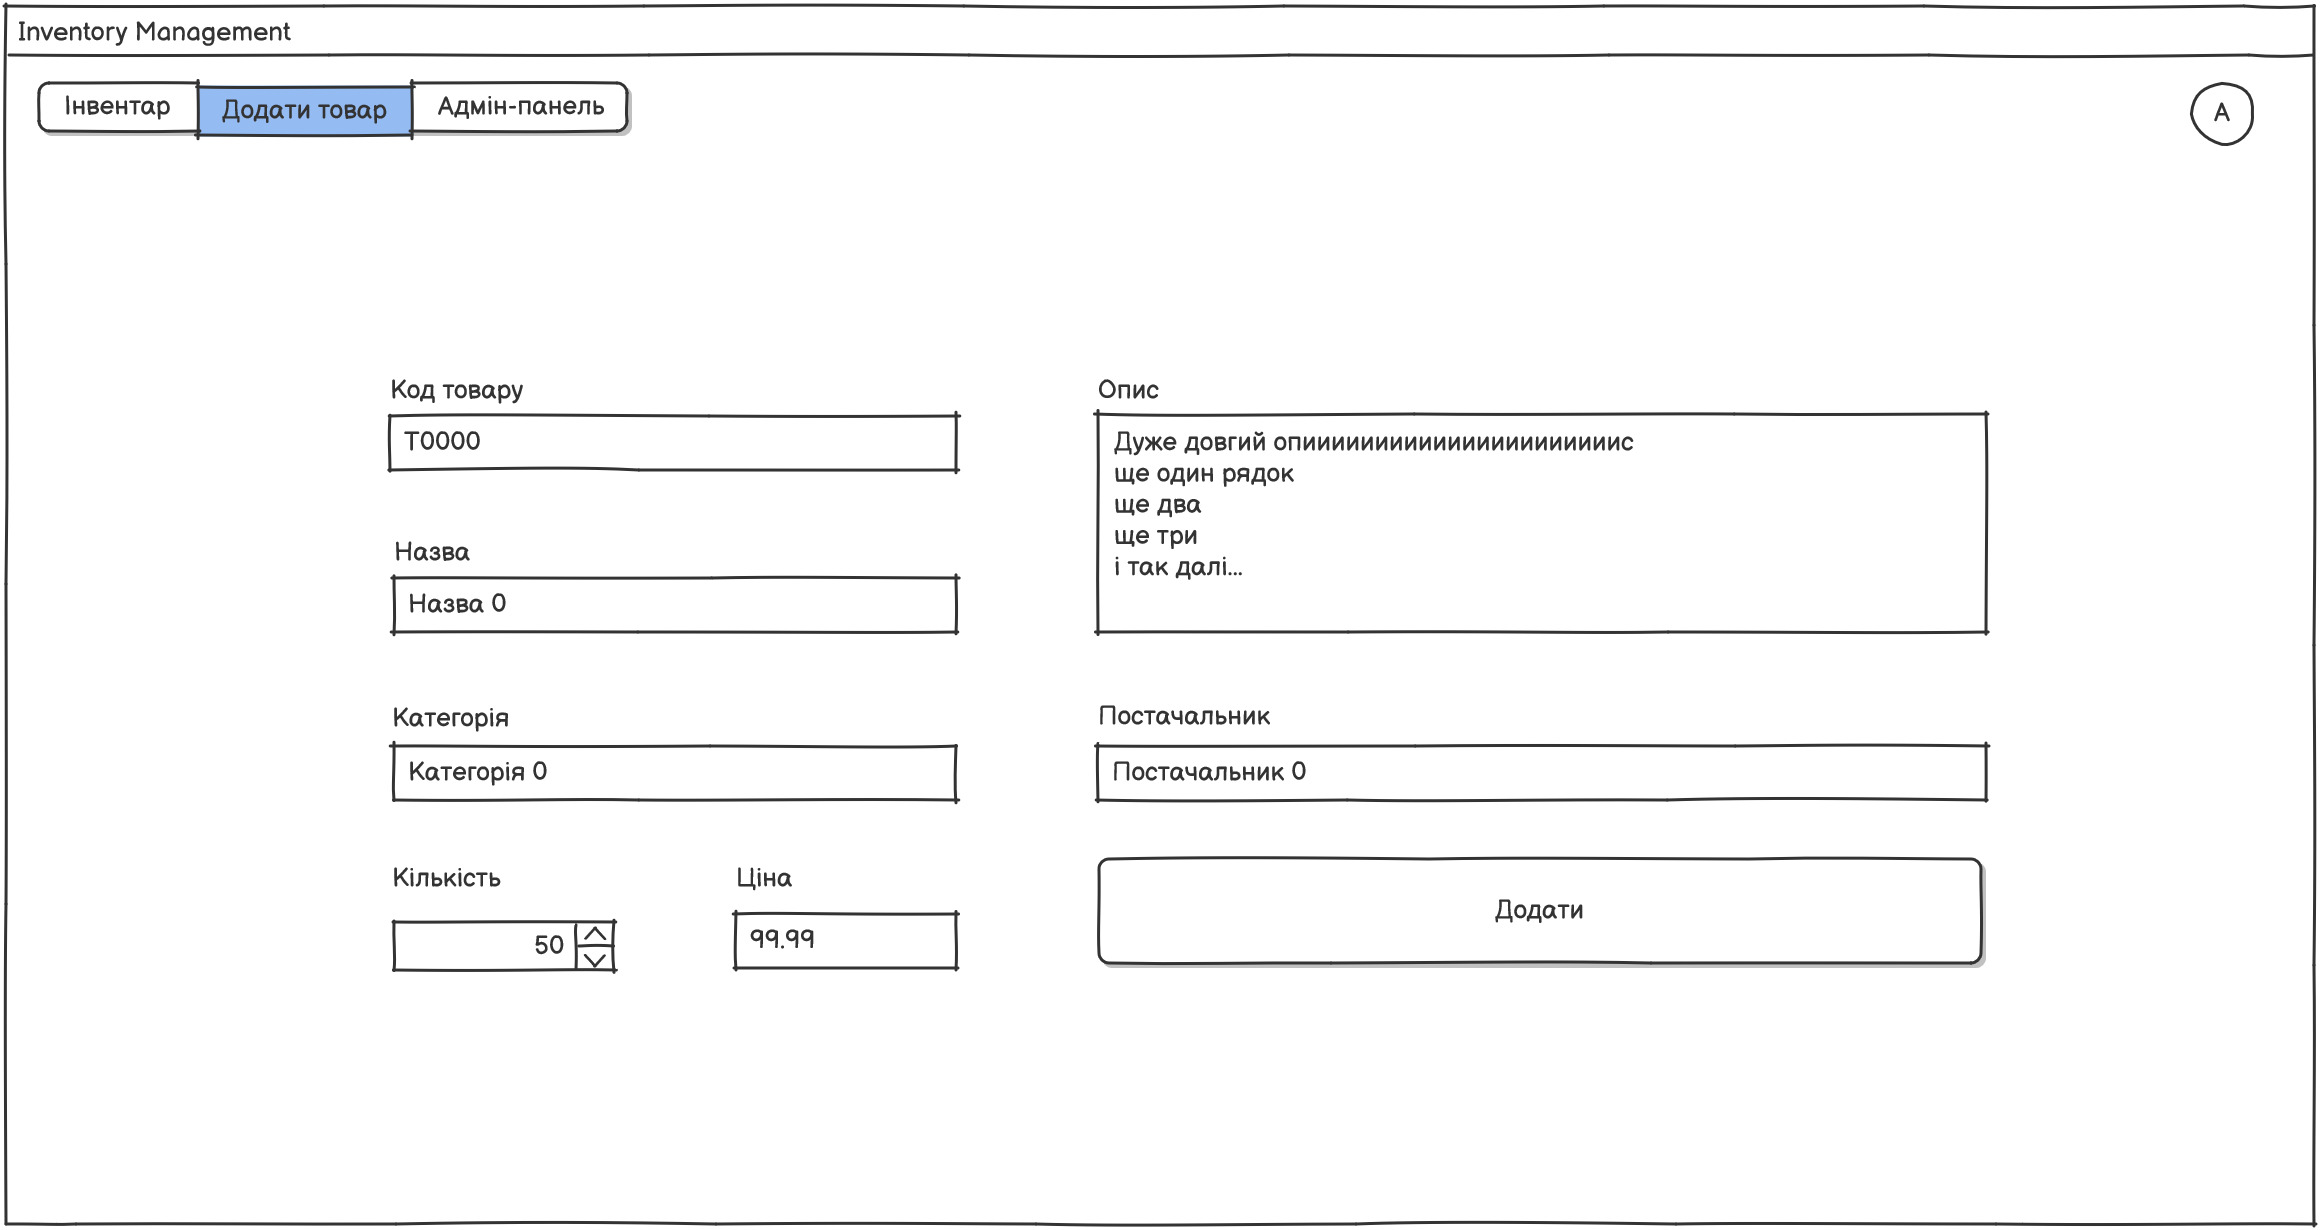 Inventory Management
Інвентар
Додати товар
Адмін-панель
A
Код товару
T0000
Опис
Дуже довгий опиииииииииииииииииииииис
ще один рядок
ще два
ще три
і так далі...
Назва
Назва 0
Категорія
Категорія 0
Постачальник
Постачальник 0
Кількість
50
Ціна
99.99
Додати